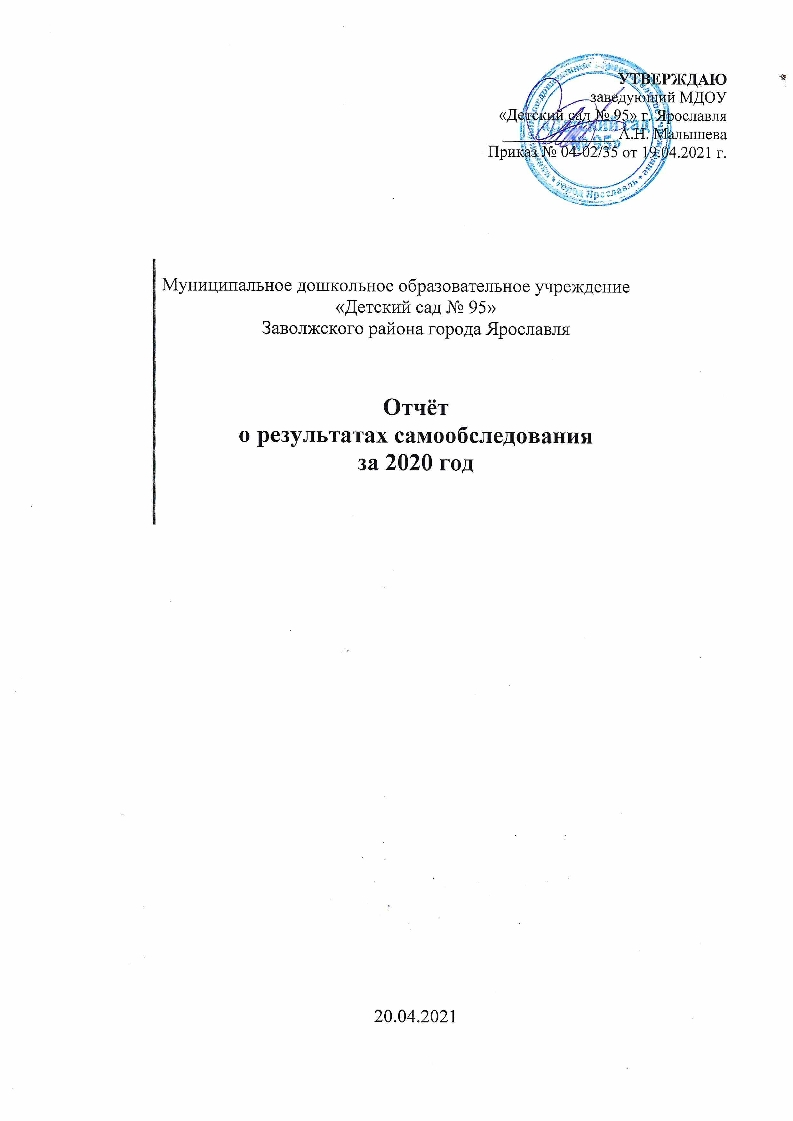 УТВЕРЖДАЮ
заведующий МДОУ
«Детский сад № 95» г. Ярославля
А.Н. Малышева
Приказ № 04-02/35 от 19.04.2021 г.
Муниципальное дошкольное образовательное учреждение
«Детский сад № 95»
Заволжского района города Ярославля
Отчёт
о результатах самообследования
за 2020 год
20.04.2021